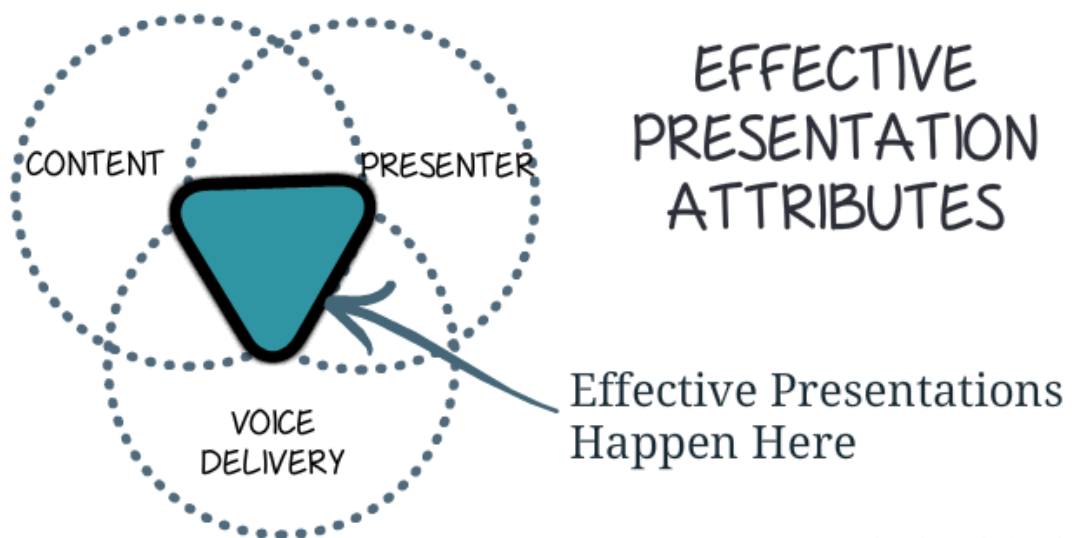 EFFECTIVE
PRESENTATION
ATTRIBUTES
CONTENT
PRESENTER
VOICE
DELIVERY
Effective Presentations
Happen Here